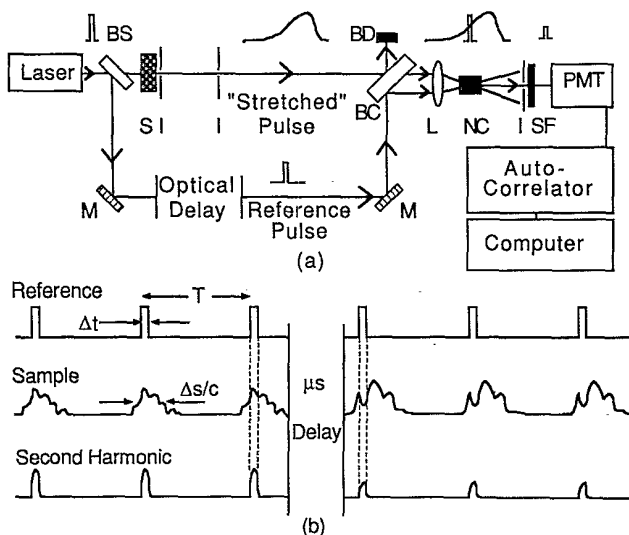 BS
BD
Laser
PMT
"Stretched"
Pulse
BC
S I
I
L
NC
I
SF
Optical
Delay
Reference
Pulse
M
M
Auto-
Correlator
Computer
(a)
Reference
T
Δt
Sample
Δs/c
μs
Delay
Second Harmonic
(b)